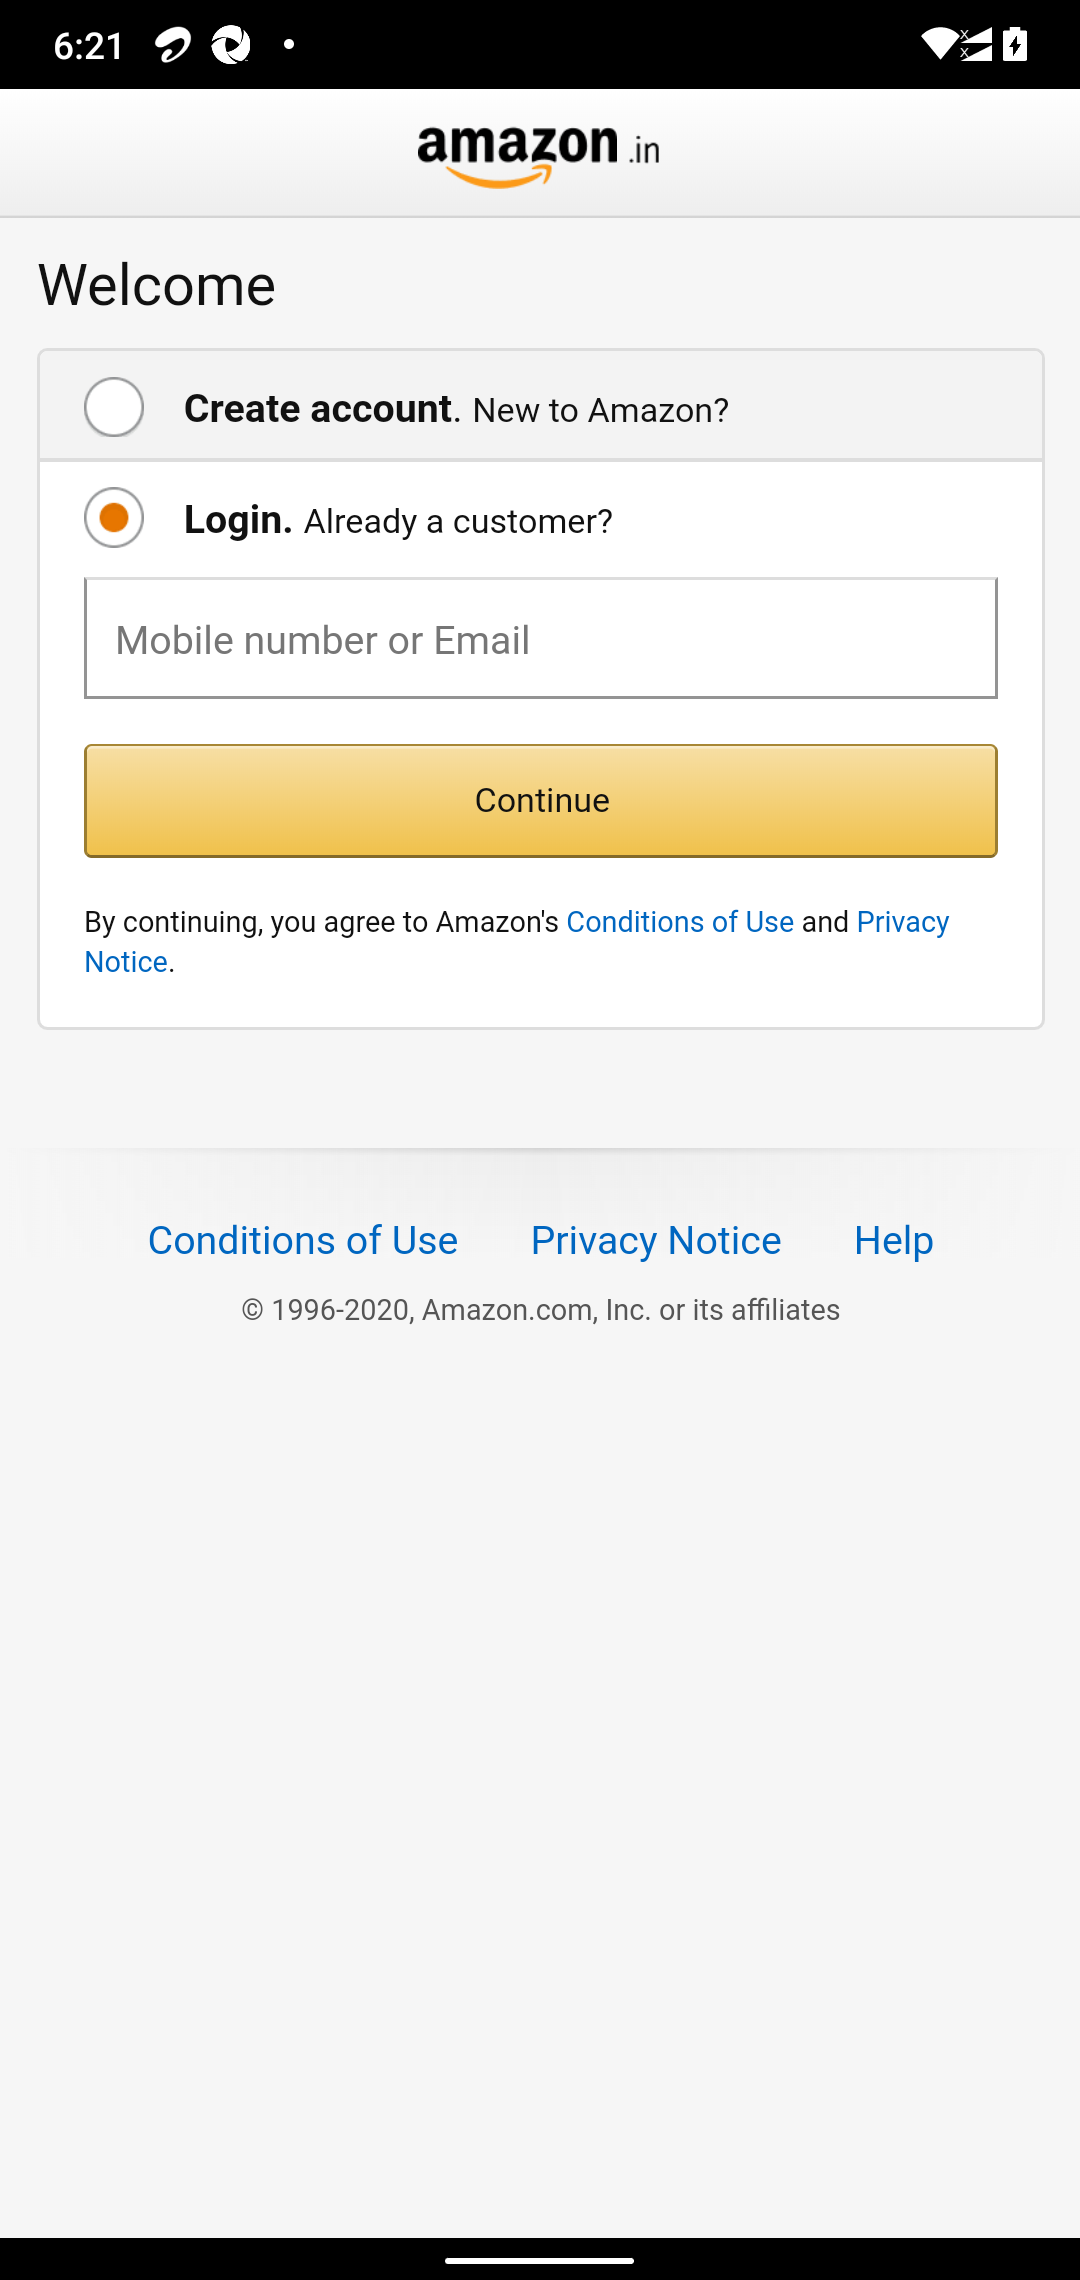 6:21
amazon.in
Welcome
Create account. New to Amazon?
Login. Already a customer?
Mobile number or Email
Continue
By continuing, you agree to Amazon's Conditions of Use and Privacy
Notice.
Conditions of Use Privacy Notice Help
© 1996-2020, Amazon.com, Inc. or its affiliates